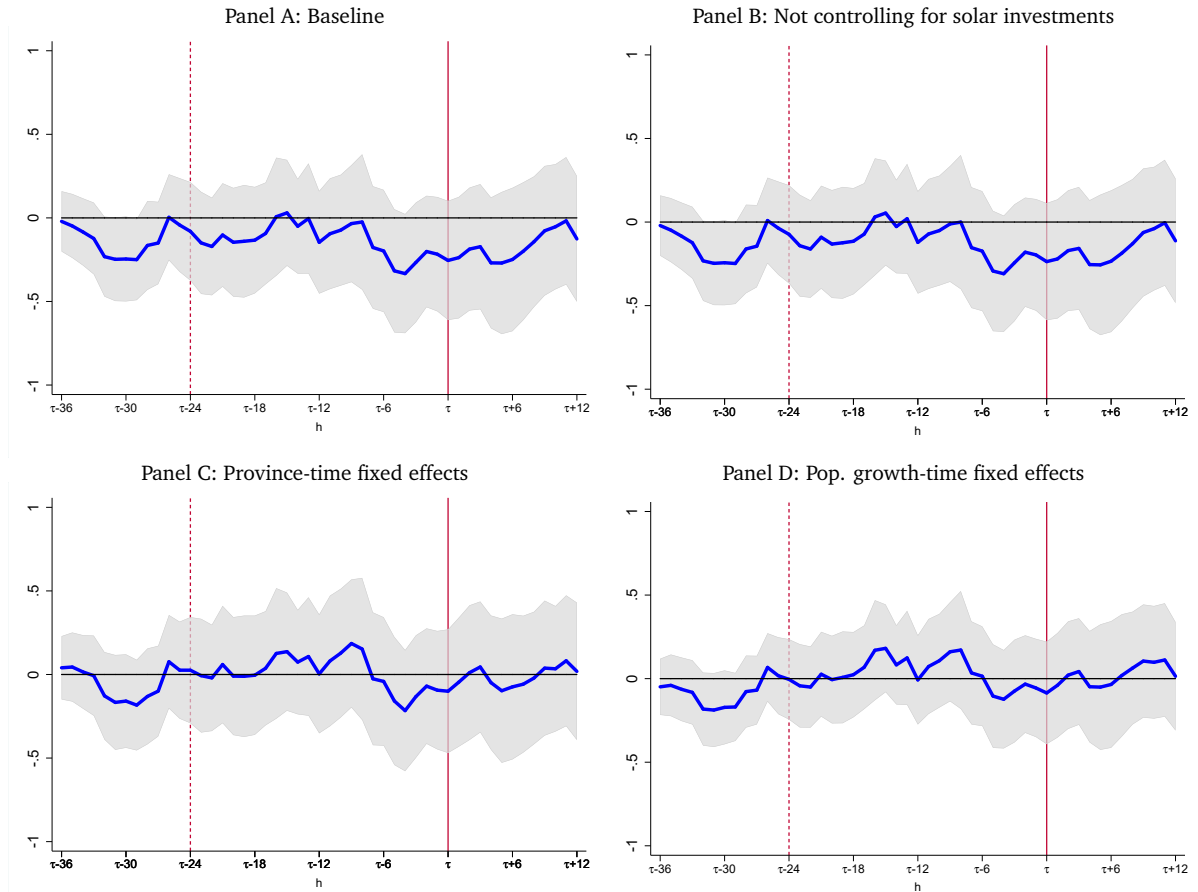 Panel A: Baseline
1
.5
0
-.5
-1
τ-36 τ-30 τ-24 τ-18 τ-12 τ-6 τ τ+6 τ+12
h
Panel B: Not controlling for solar investments
1
.5
0
-.5
-1
τ-36 τ-30 τ-24 τ-18 τ-12 τ-6 τ τ+6 τ+12
h
Panel C: Province-time fixed effects
1
.5
0
-.5
-1
τ-36 τ-30 τ-24 τ-18 τ-12 τ-6 τ τ+6 τ+12
h
Panel D: Pop. growth-time fixed effects
1
.5
0
-.5
-1
τ-36 τ-30 τ-24 τ-18 τ-12 τ-6 τ τ+6 τ+12
h